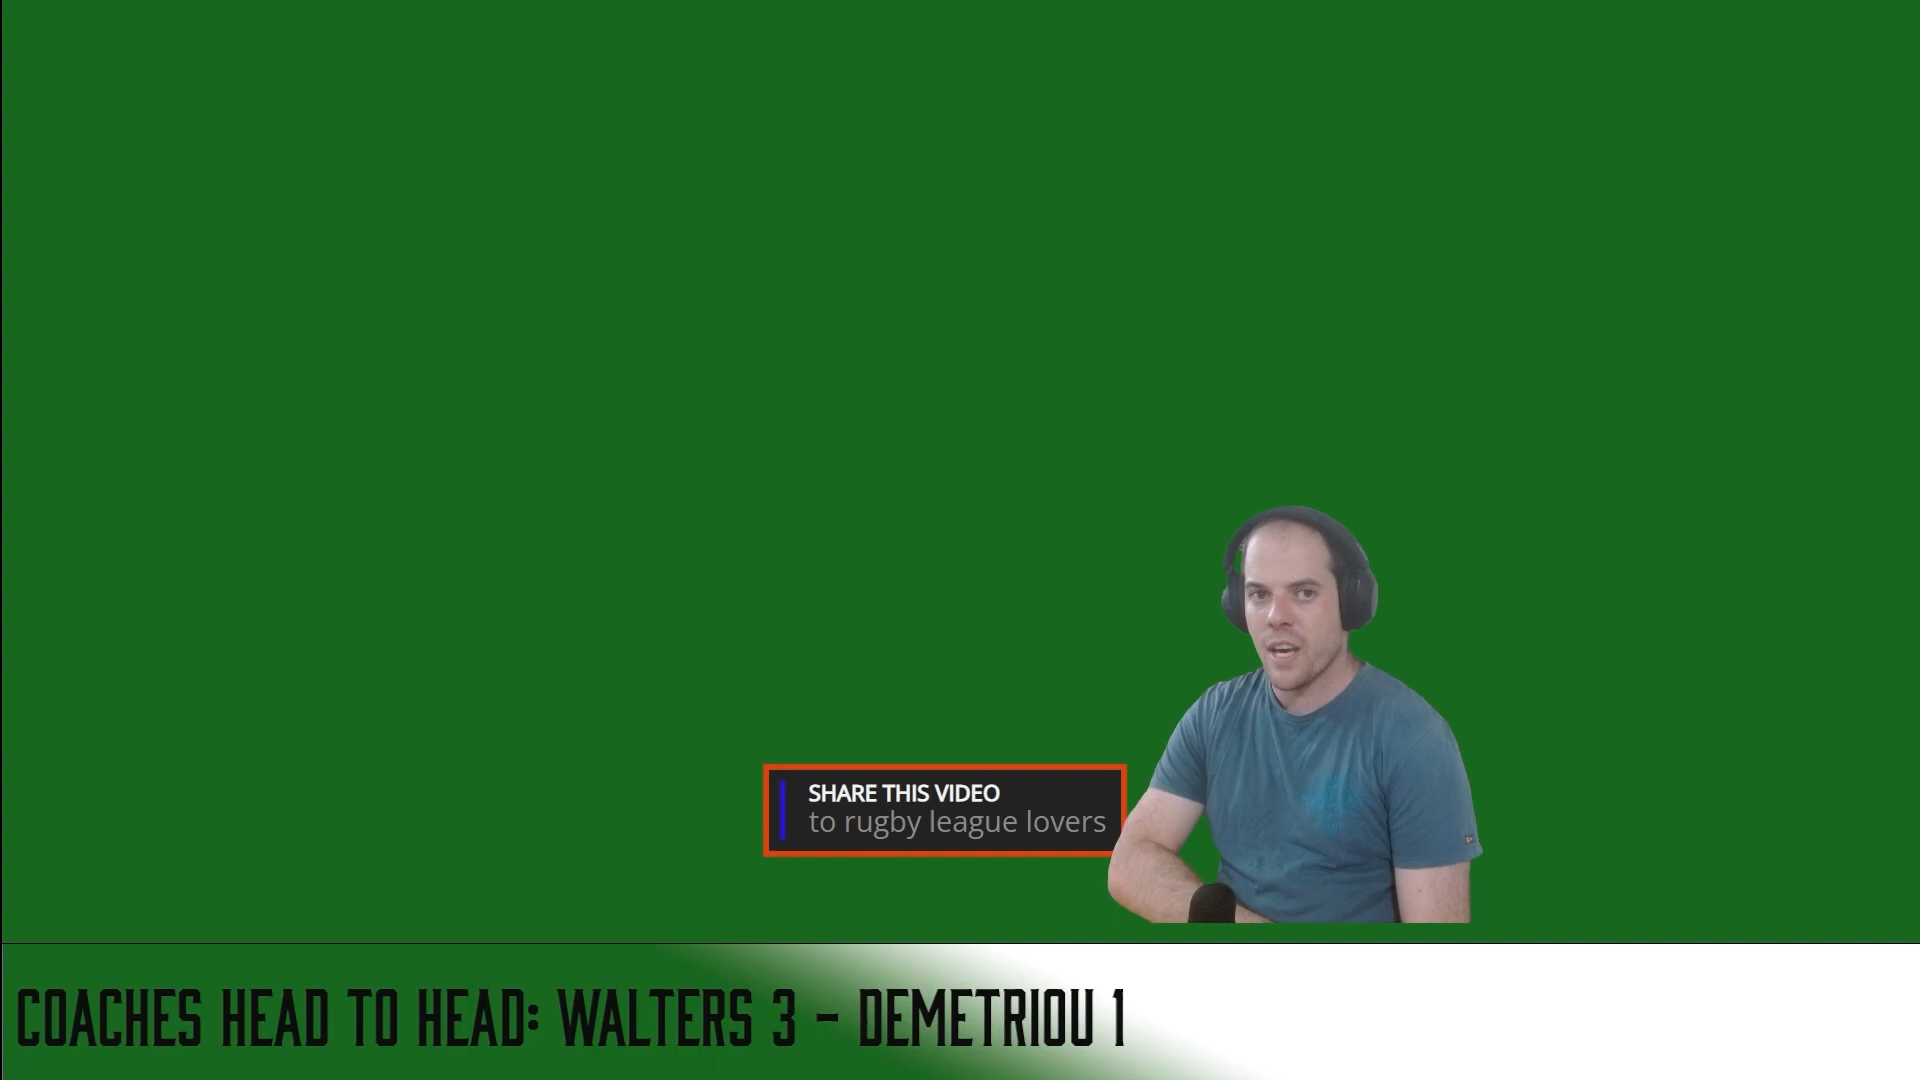 SHARE THIS VIDEO
to rugby league lovers
COACHES HEAD TO HEAD: WALTERS 3 - DEMETRIOU 1